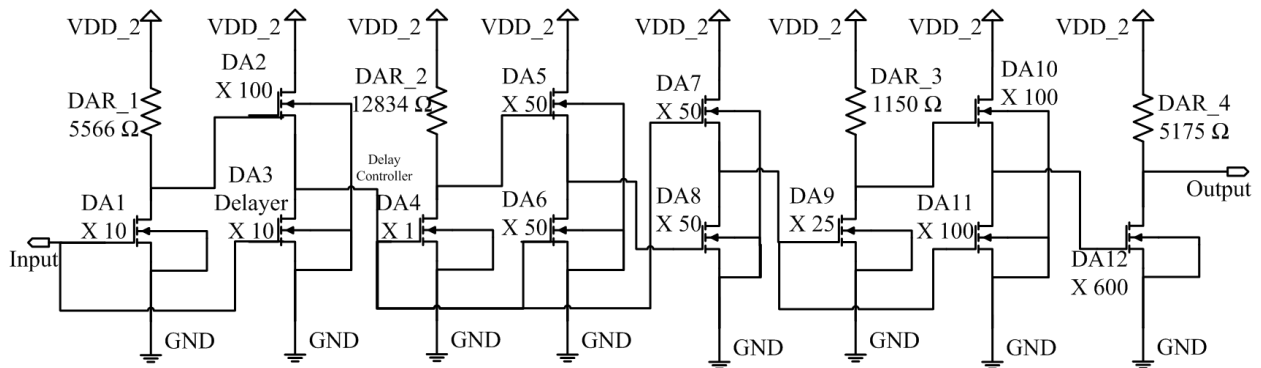 VDD_2
VDD_2
VDD_2
VDD_2
VDD_2
VDD_2
VDD_2
VDD_2
DAR_1
5566 Ω
DA2
X 100
DAR_2
12834 Ω
DA5
X 50
DA7
X 50
DAR_3
1150 Ω
DA10
X 100
DAR_4
5175 Ω
Delay
Controller
DA1
X 10
DA3
Delayer
X 10
DA4
X 1
DA6
X 50
DA8
X 50
DA9
X 25
DA11
X 100
DA12
X 600
Input
Output
GND
GND
GND
GND
GND
GND
GND
GND